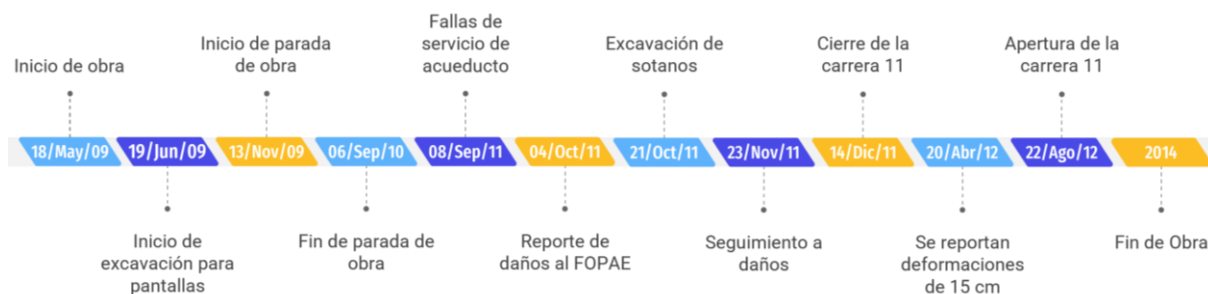 Inicio de obra
Inicio de parada
de obra
Fallas de
servicio de
acueducto
Excavación de
sotanos
Cierre de la
carrera 11
Apertura de la
carrera 11
18/May/09
19/Jun/09
13/Nov/09
06/Sep/10
08/Sep/11
04/Oct/11
21/Oct/11
23/Nov/11
14/Dic/11
20/Abr/12
22/Ago/12
2014
Inicio de
excavación para
pantallas
Fin de parada de
obra
Reporte de
daños al FOPAE
Seguimiento a
daños
Se reportan
deformaciones
de 15 cm
Fin de Obra